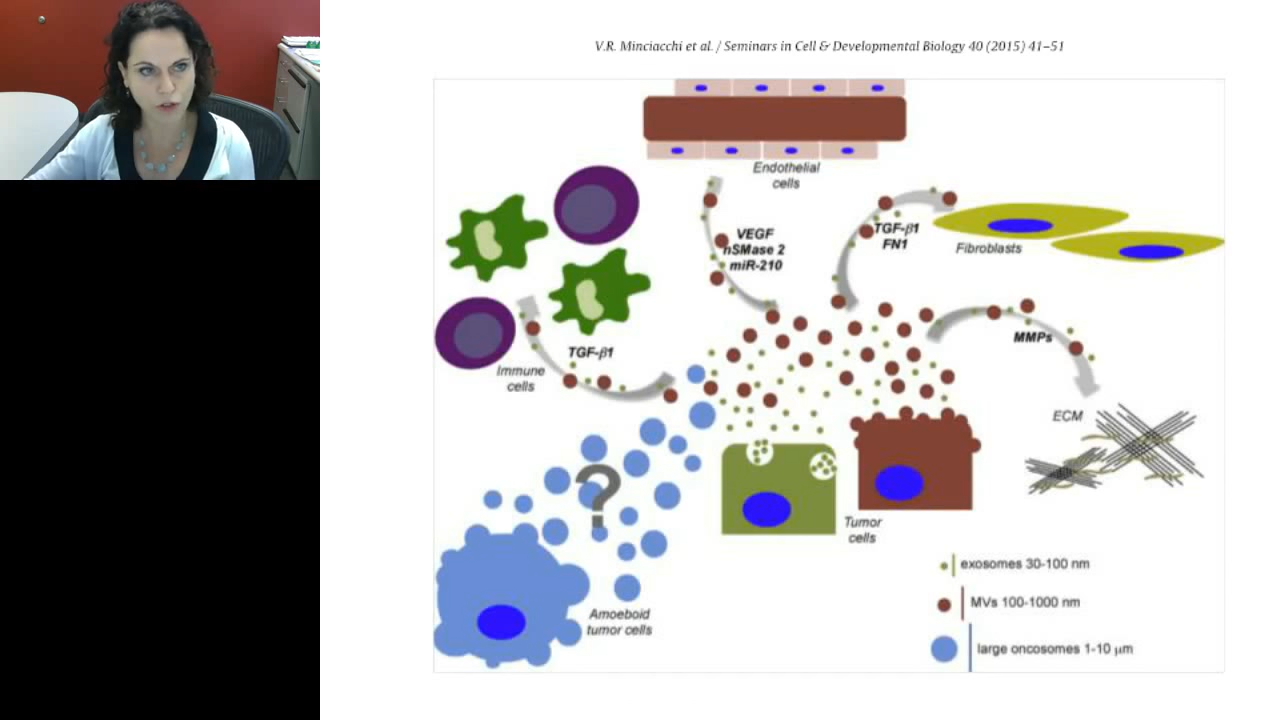 V.R. Minciacchi et al. / Seminars in Cell & Developmental Biology 40 (2015) 41–51
Endothelial
cells
VEGF
nSMase 2
miR-210
TGF-β1
FN1
Fibroblasts
MMPs
TGF-β1
Immune
cells
ECM
?
Tumor
cells
Amoeboid
tumor cells
exosomes 30-100 nm
MVs 100-1000 nm
large oncosomes 1-10 μm